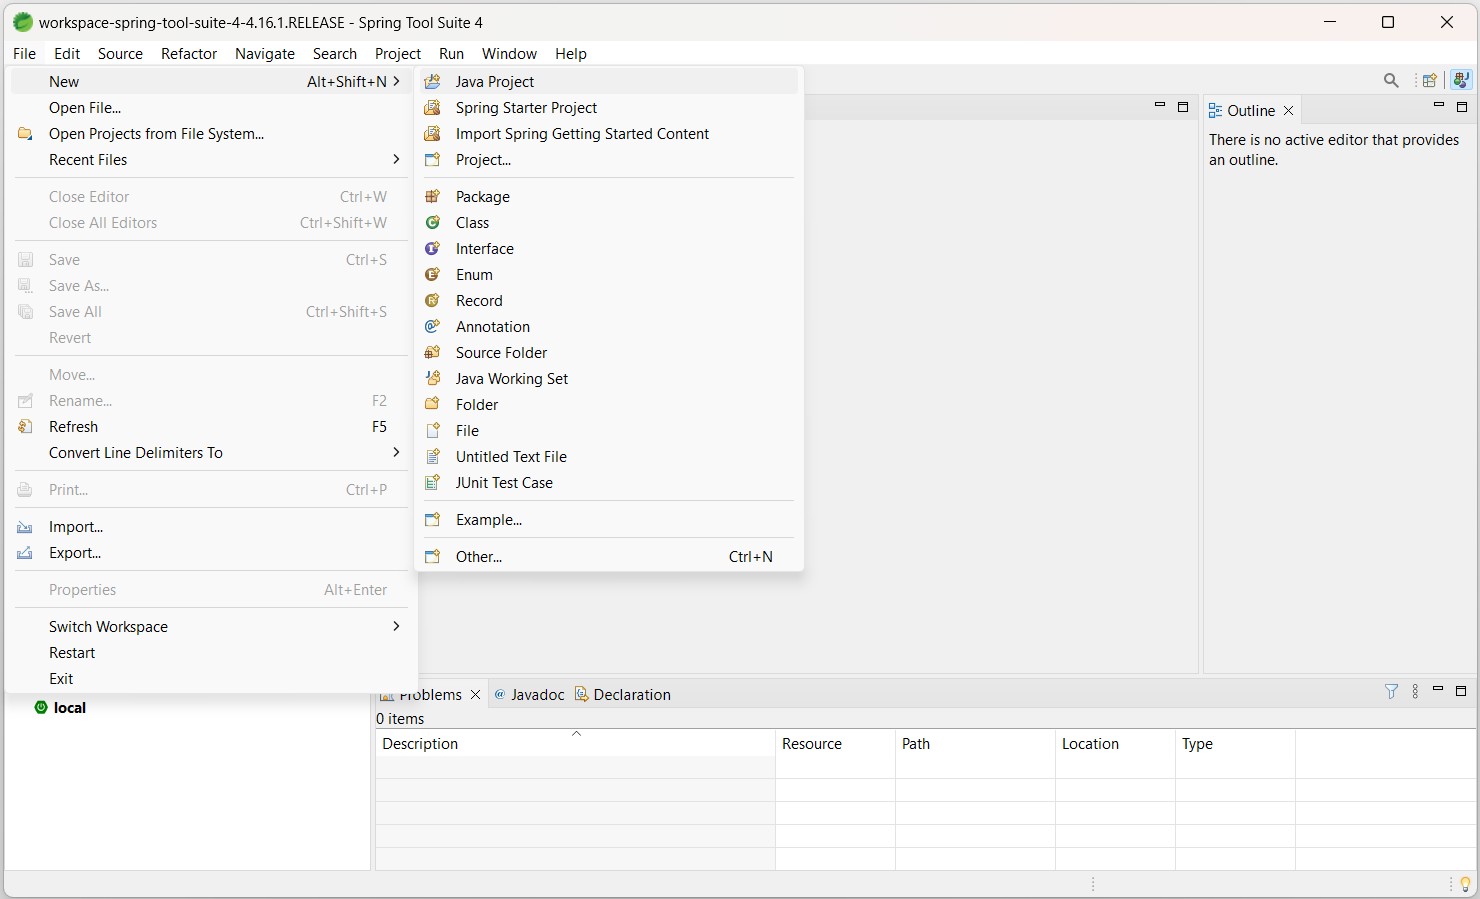 workspace-spring-tool-suite-4-4.16.1.RELEASE - Spring Tool Suite 4
File Edit Source Refactor Navigate Search Project Run Window Help
New Alt+Shift+N
Open File...
Open Projects from File System...
Recent Files
Close Editor Ctrl+W
Close All Editors Ctrl+Shift+W
Save Ctrl+S
Save As...
Save All Ctrl+Shift+S
Revert
Move...
Rename... F2
Refresh F5
Convert Line Delimiters To
Print... Ctrl+P
Import...
Export...
Properties Alt+Enter
Switch Workspace
Restart
Exit
Java Project
Spring Starter Project
Import Spring Getting Started Content
Project...
Package
Class
Interface
Enum
Record
Annotation
Source Folder
Java Working Set
Folder
File
Untitled Text File
JUnit Test Case
Example...
Other... Ctrl+N
Outline
There is no active editor that provides
an outline.
local
Problems Javadoc Declaration
0 items
Description Resource Path Location Type